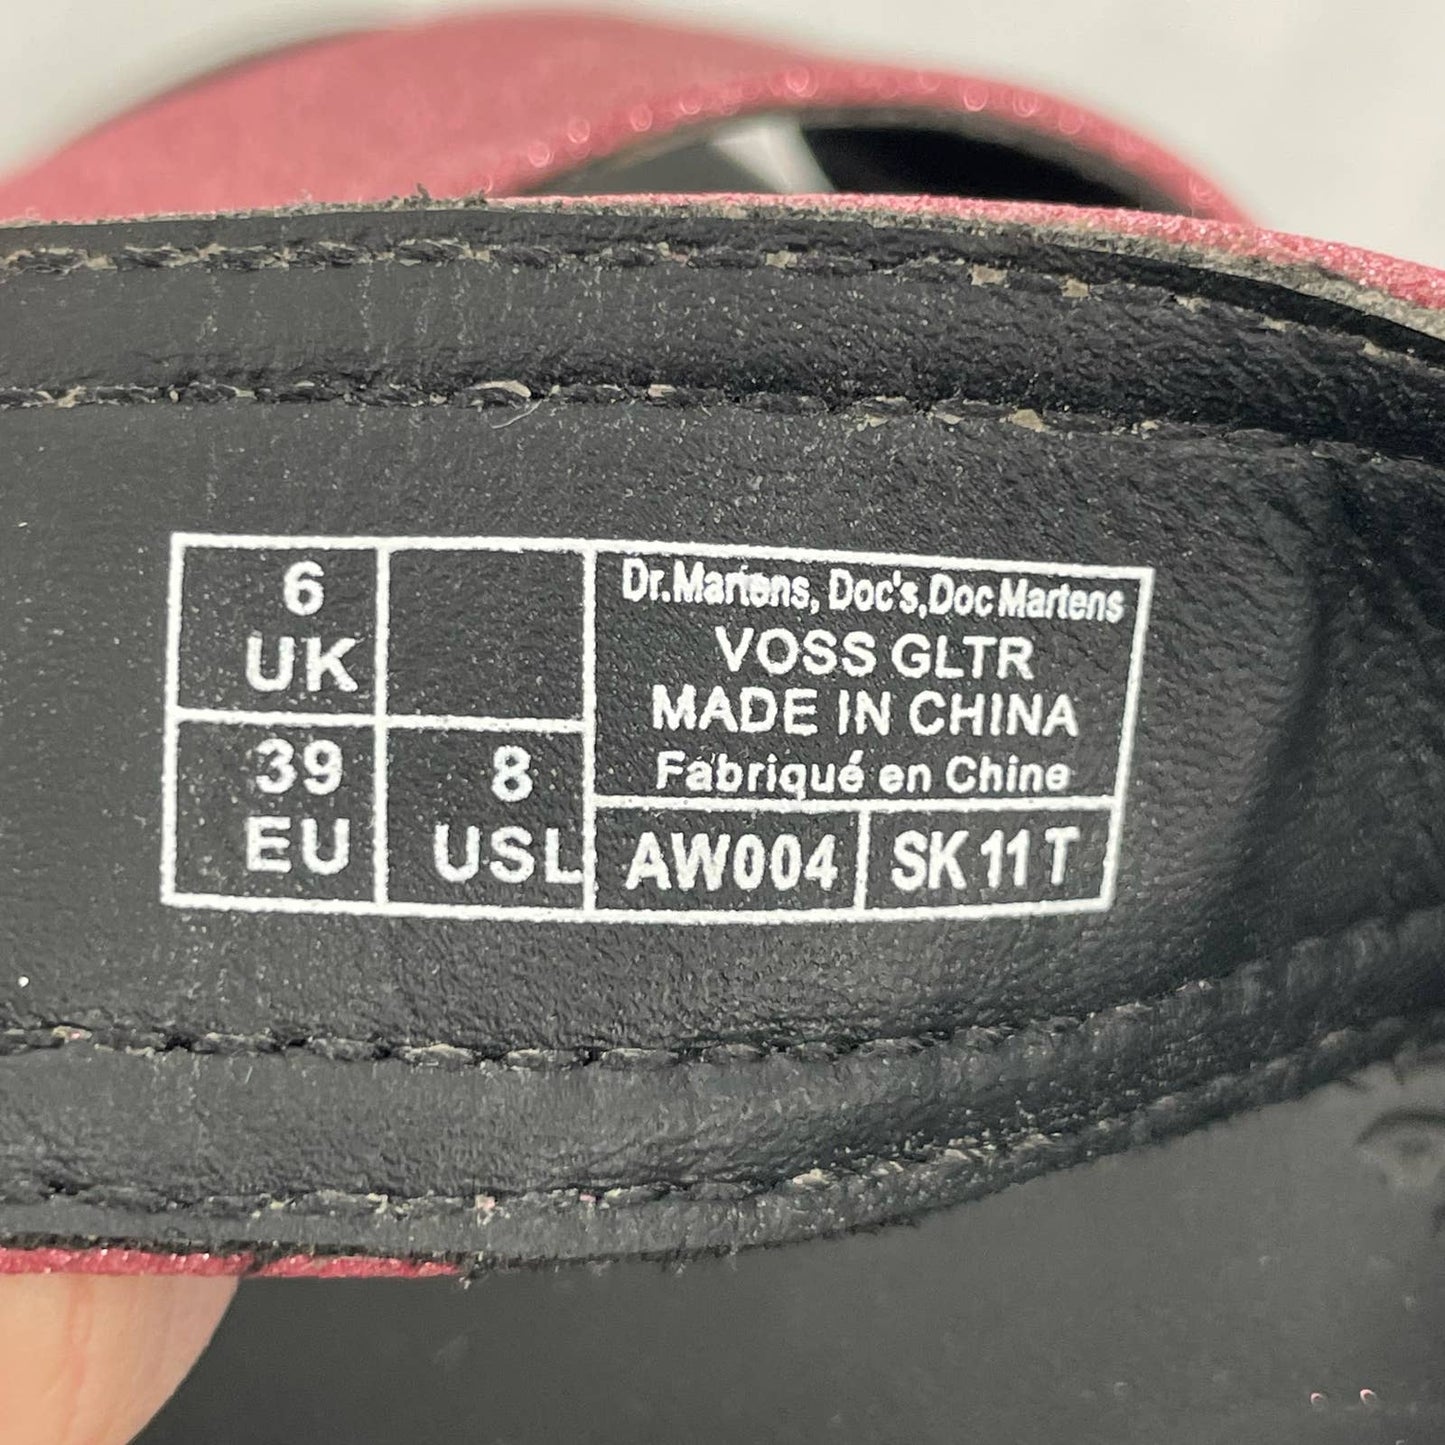 6
UK
39
EU
8
USL
Dr.Martens, Doc's,Doc Martens
VOSS GLTR
MADE IN CHINA
Fabriqué en Chine
AW004
SK 11 T